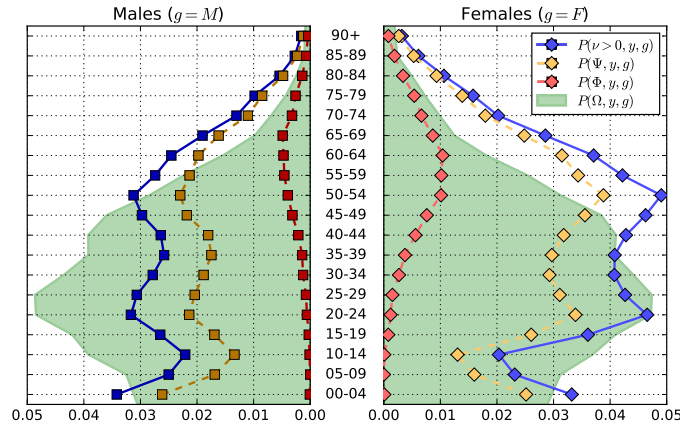 Males (g = M)
Females (g = F)
P(ν > 0, y, g)
P(Ψ, y, g)
P(Φ, y, g)
P(Ω, y, g)
90+
85-89
80-84
75-79
70-74
65-69
60-64
55-59
50-54
45-49
40-44
35-39
30-34
25-29
20-24
15-19
10-14
05-09
00-04
0.05 0.04 0.03 0.02 0.01 0.00
0.00 0.01 0.02 0.03 0.04 0.05